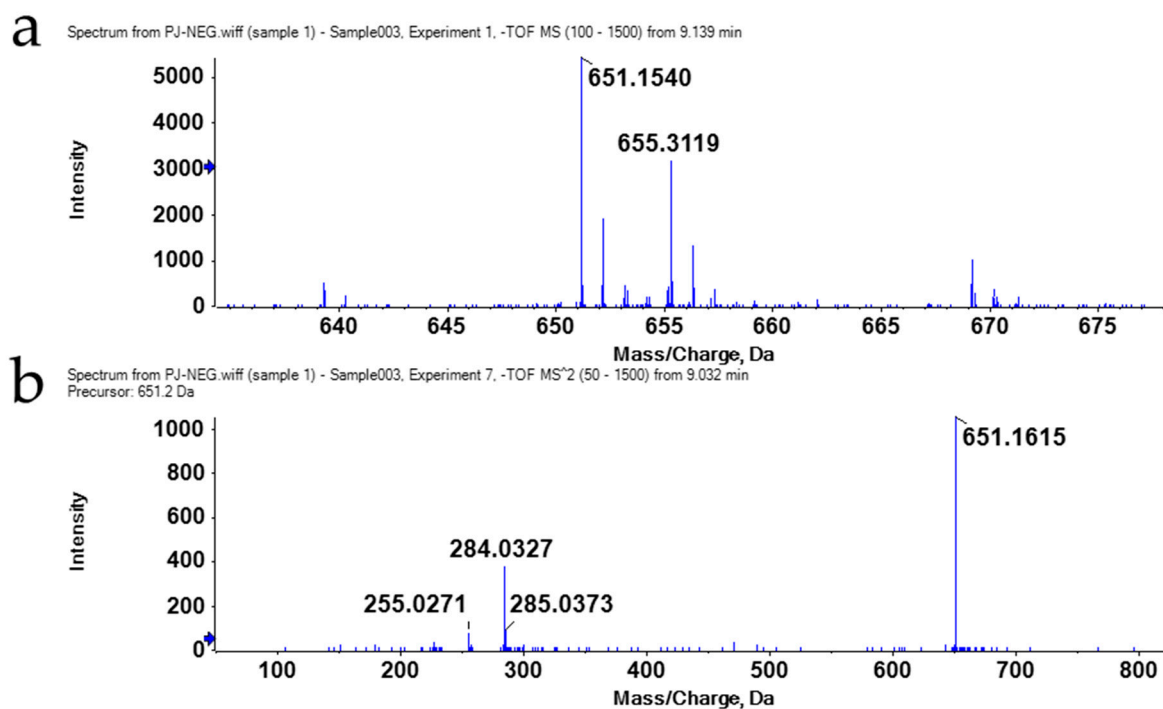 a
Spectrum from PJ-NEG.wiff (sample 1) - Sample003, Experiment 1, -TOF MS (100 - 1500) from 9.139 min
5000
4000
3000
2000
1000
0
Intensity
651.1540
655.3119
640 645 650 655 660 665 670 675
Mass/Charge, Da
b
Spectrum from PJ-NEG.wiff (sample 1) - Sample003, Experiment 7, -TOF MS^2 (50 - 1500) from 9.032 min
Precursor: 651.2 Da
1000
800
600
400
200
0
Intensity
651.1615
284.0327
255.0271
285.0373
100 200 300 400 500 600 700 800
Mass/Charge, Da